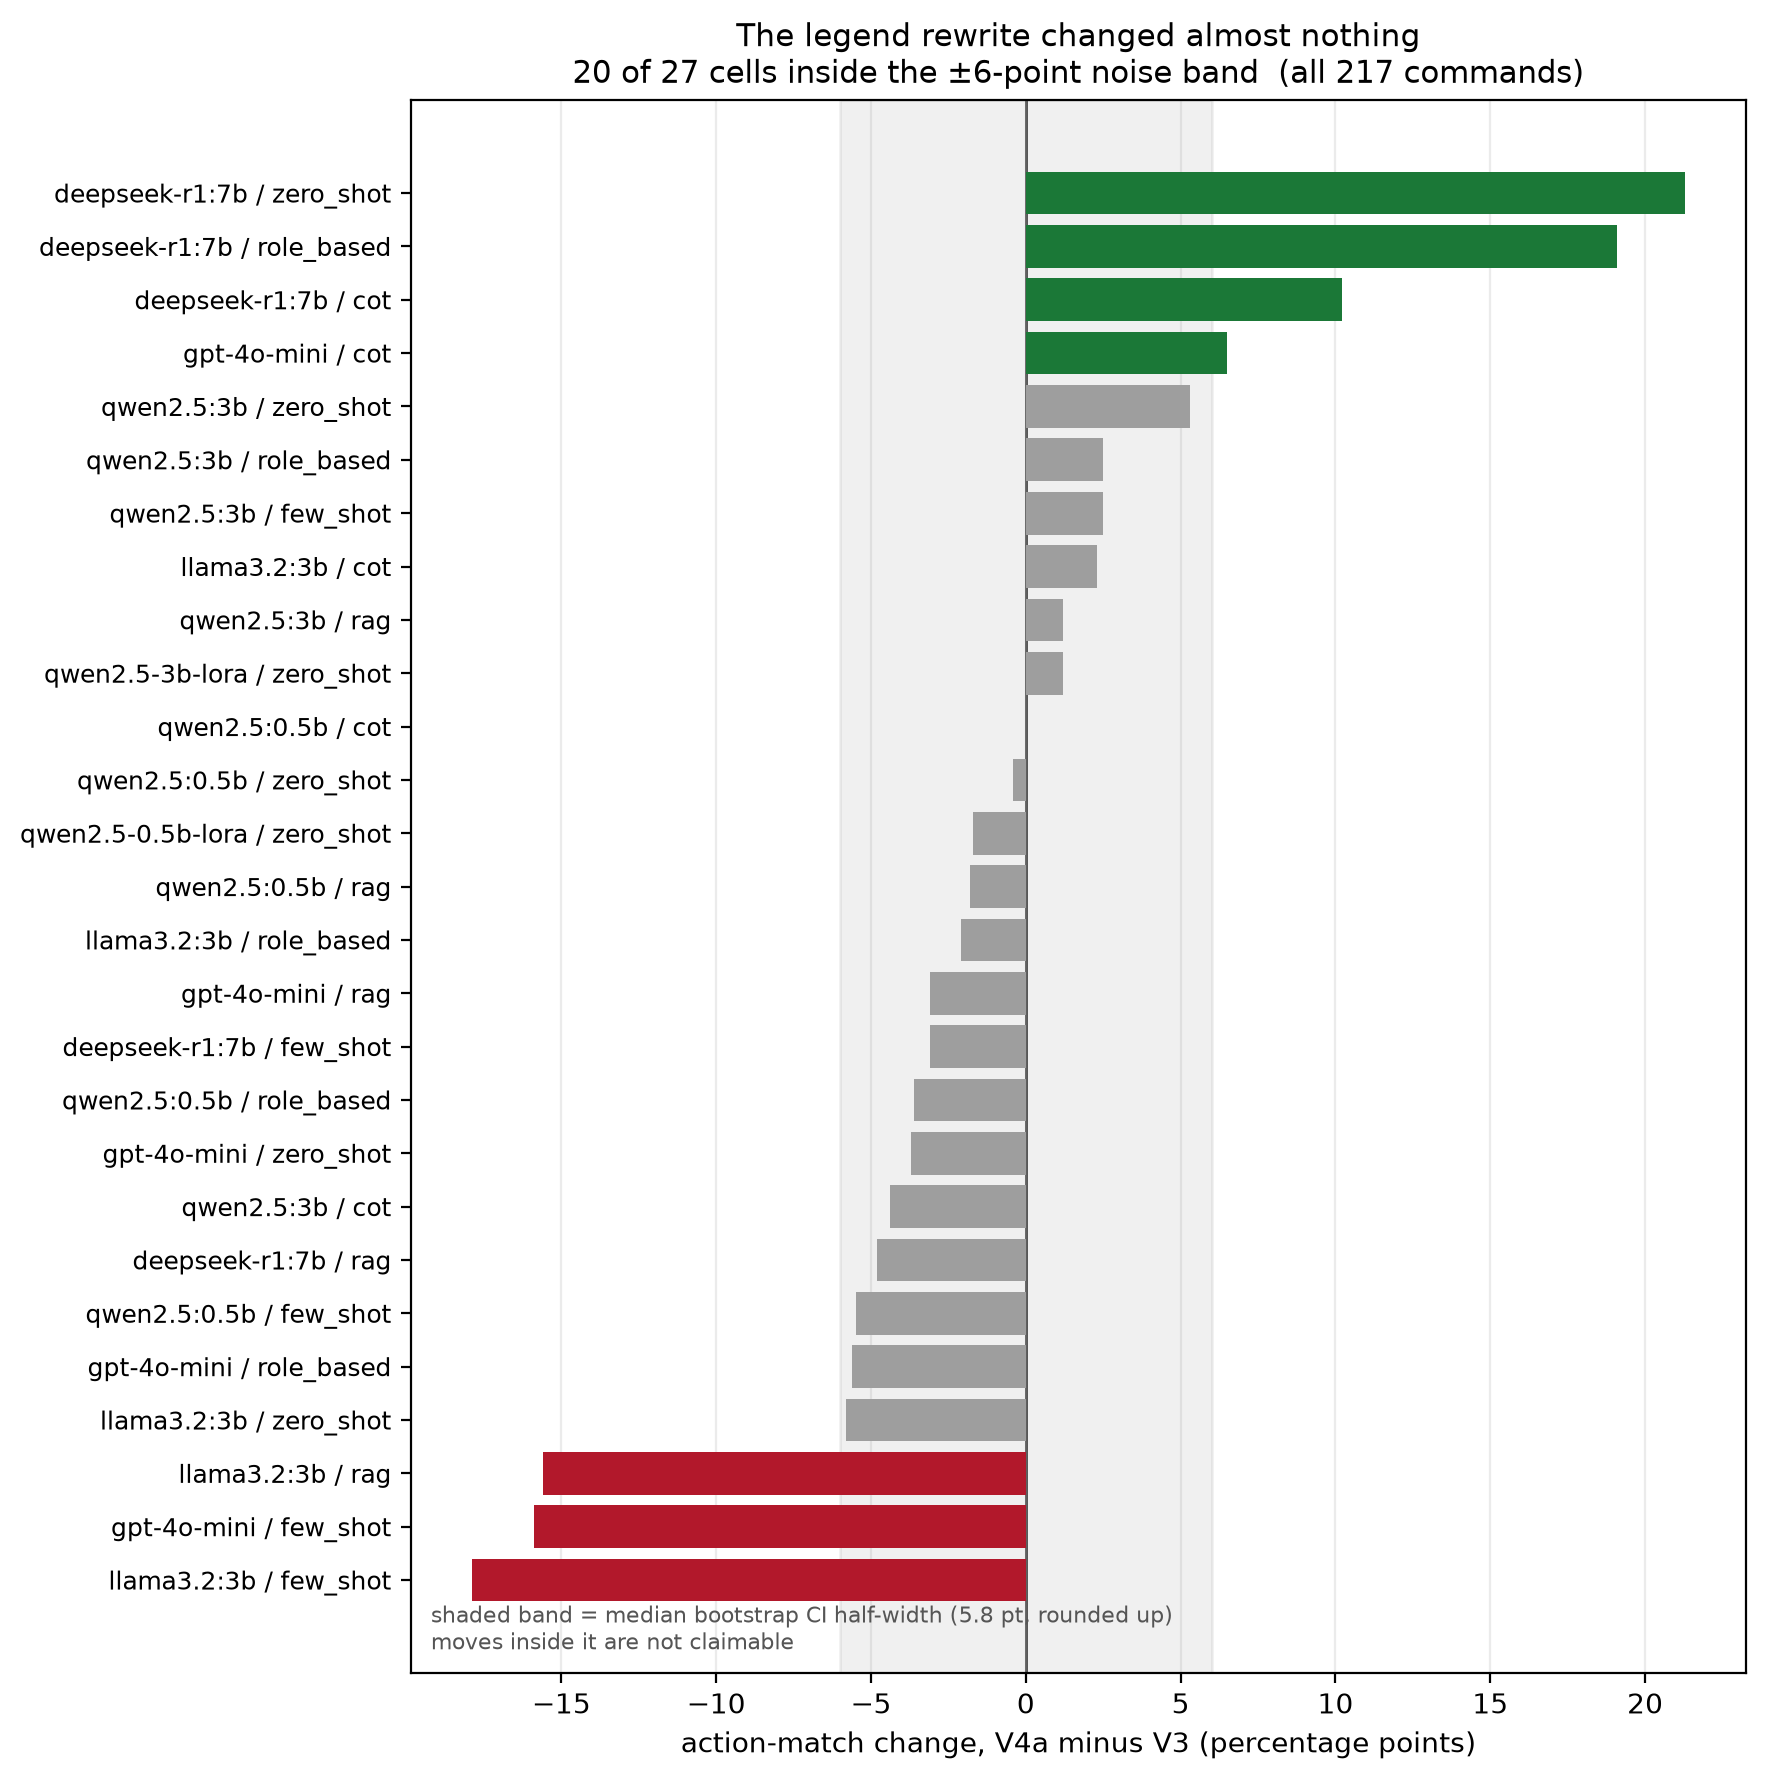 The legend rewrite changed almost nothing
20 of 27 cells inside the ±6-point noise band (all 217 commands)
deepseek-r1:7b / zero_shot
deepseek-r1:7b / role_based
deepseek-r1:7b / cot
gpt-4o-mini / cot
qwen2.5:3b / zero_shot
qwen2.5:3b / role_based
qwen2.5:3b / few_shot
llama3.2:3b / cot
qwen2.5:3b / rag
qwen2.5-3b-lora / zero_shot
qwen2.5:0.5b / cot
qwen2.5:0.5b / zero_shot
qwen2.5-0.5b-lora / zero_shot
qwen2.5:0.5b / rag
llama3.2:3b / role_based
gpt-4o-mini / rag
deepseek-r1:7b / few_shot
qwen2.5:0.5b / role_based
gpt-4o-mini / zero_shot
qwen2.5:3b / cot
deepseek-r1:7b / rag
qwen2.5:0.5b / few_shot
gpt-4o-mini / role_based
llama3.2:3b / zero_shot
llama3.2:3b / rag
gpt-4o-mini / few_shot
llama3.2:3b / few_shot
shaded band = median bootstrap CI half-width (5.8 pt, rounded up)
moves inside it are not claimable
−15 −10 −5 0 5 10 15 20
action-match change, V4a minus V3 (percentage points)